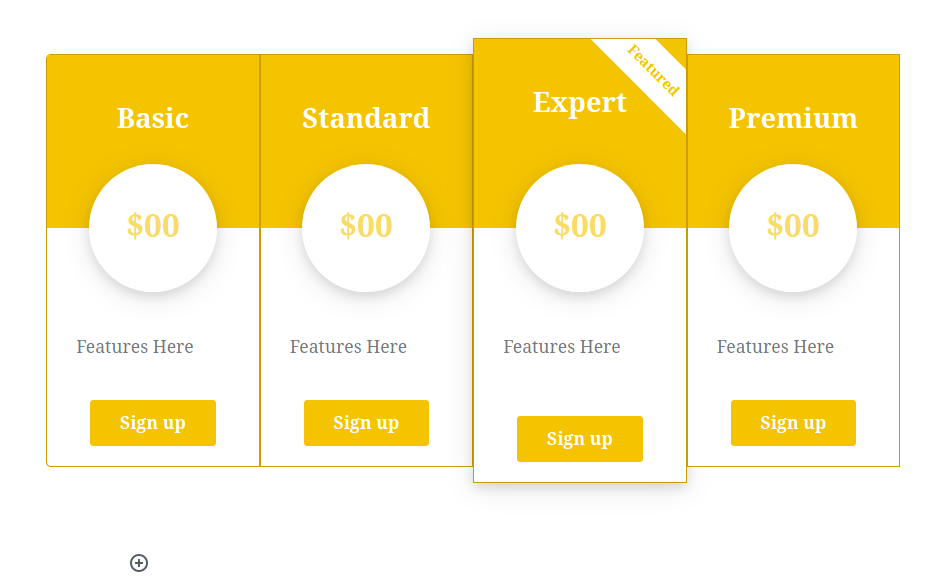 Basic
$00
Features Here
Sign up
Standard
$00
Features Here
Sign up
Featured
Expert
$00
Features Here
Sign up
Premium
$00
Features Here
Sign up